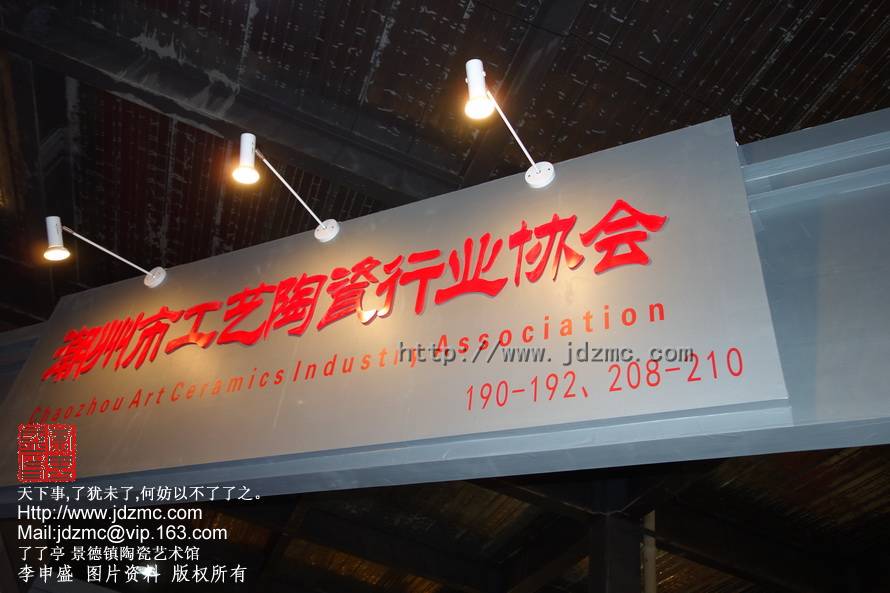 潮州市工艺陶瓷行业协会
Chaozhou Art Ceramics Industry Association
http://www.jdzmc.com
190-192、208-210
天下事,了犹未了,何妨以不了了之。
Http://www.jdzmc.com
Mail:jdzmc@vip.163.com
了了亭 景德镇陶瓷艺术馆
李申盛 图片资料 版权所有